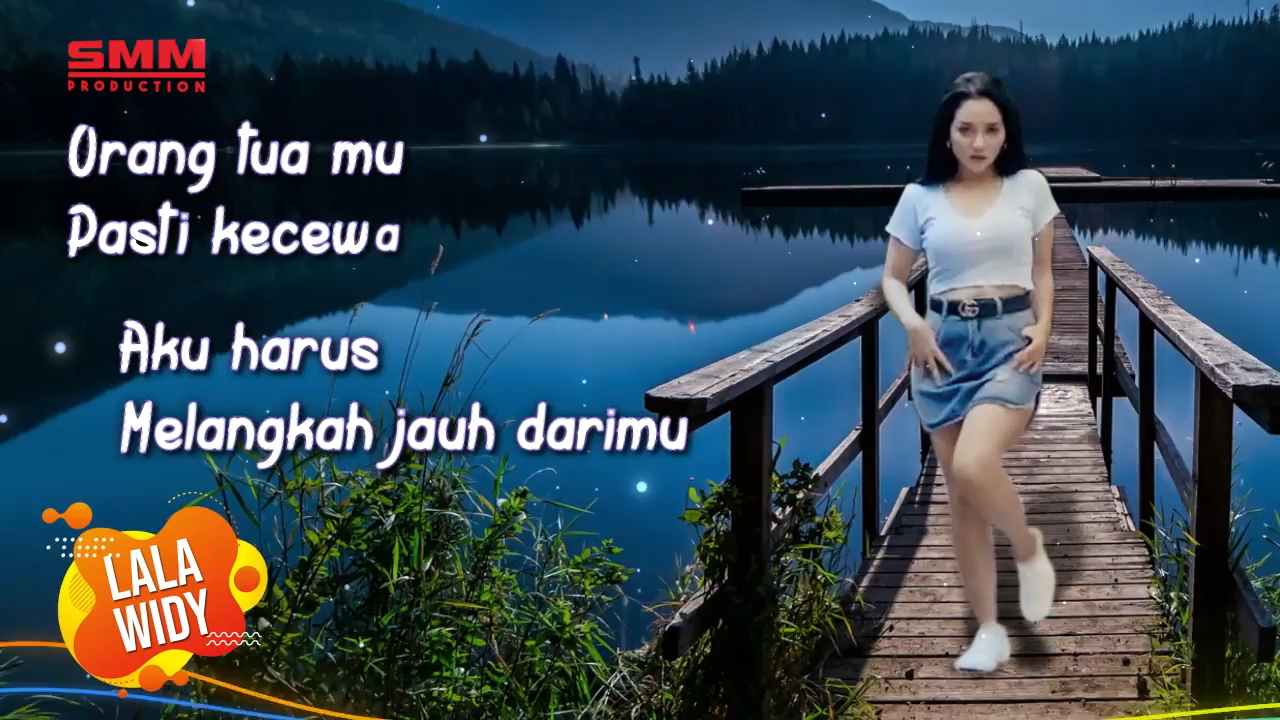 SMM
PRODUCTION
Orang tua mu
Pasti kecewa
Aku harus
Melangkah jauh darimu
LALA
WIDY